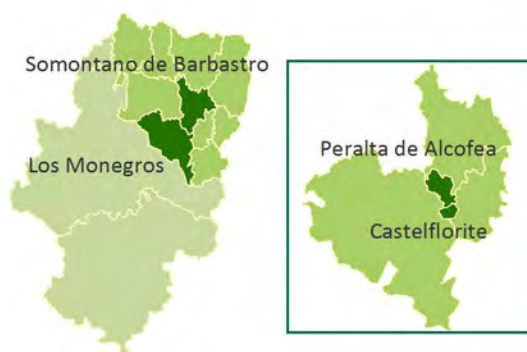 Somontano de Barbastro
Los Monegros
Peralta de Alcofea
Castelflorite